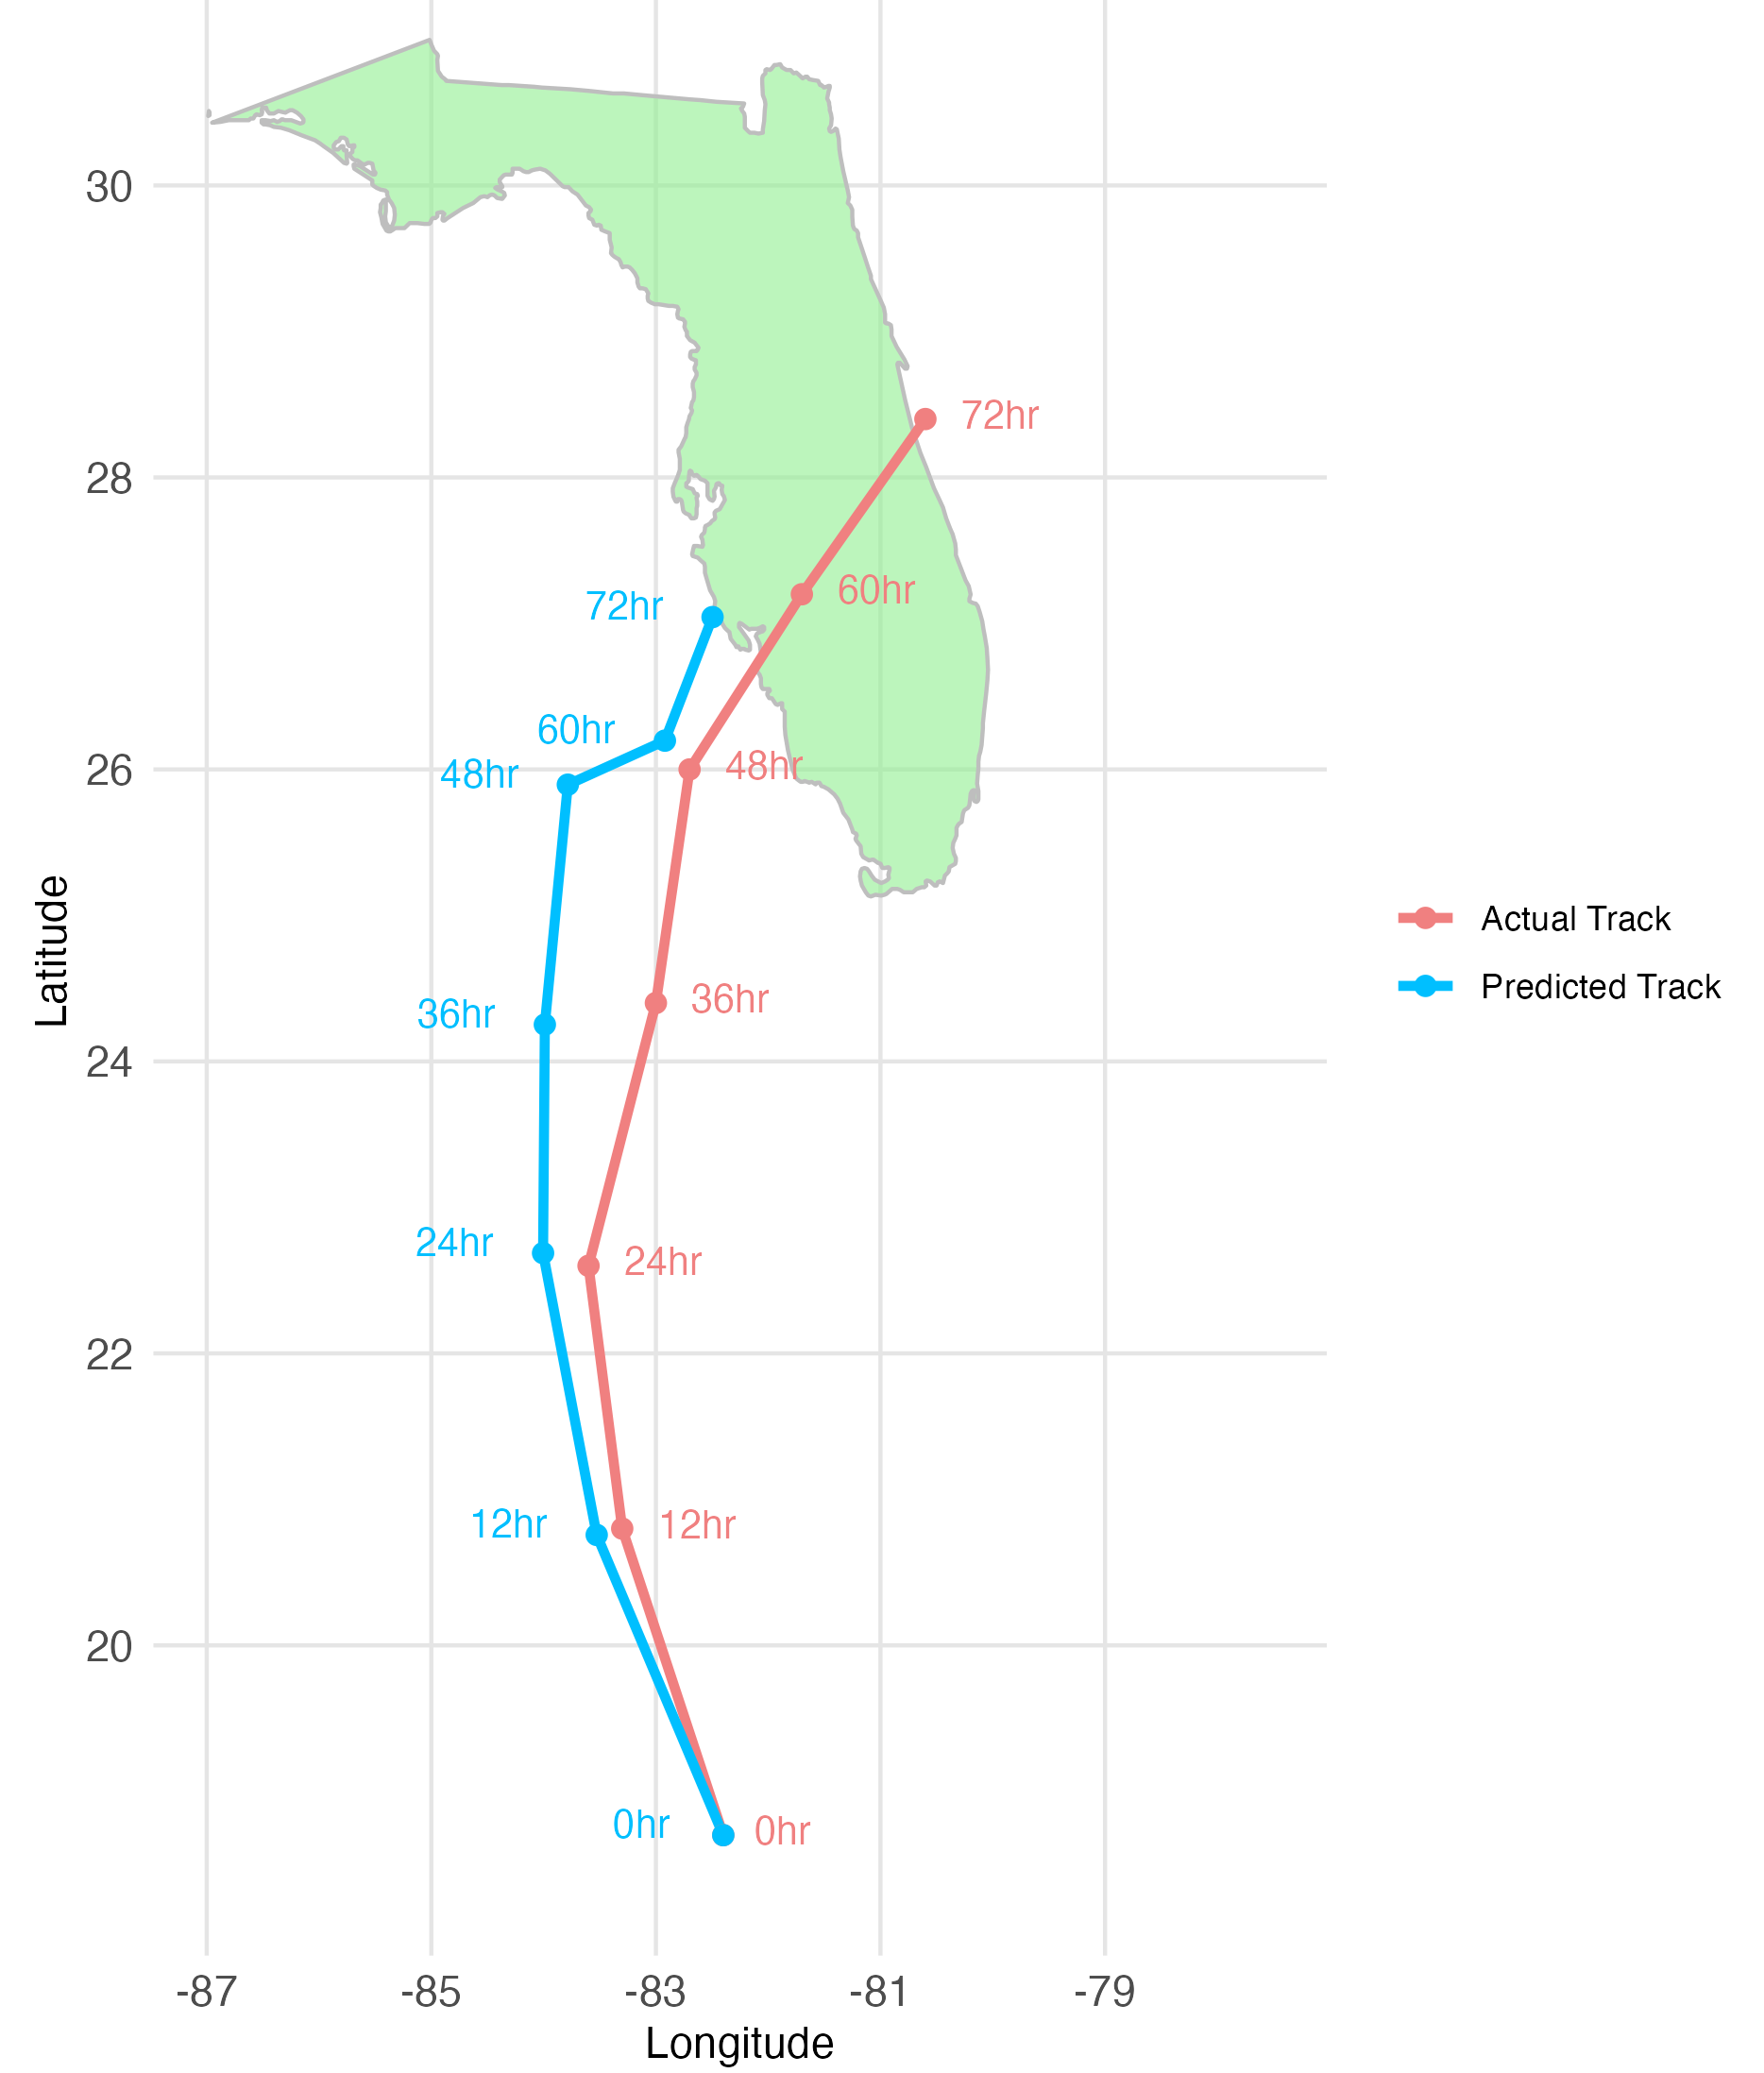 30
28
26
24
22
20
Latitude
72hr
60hr
72hr
60hr
48hr
48hr
36hr
36hr
24hr
24hr
12hr
12hr
0hr
0hr
Actual Track
Predicted Track
-87
-85
-83
-81
-79
Longitude